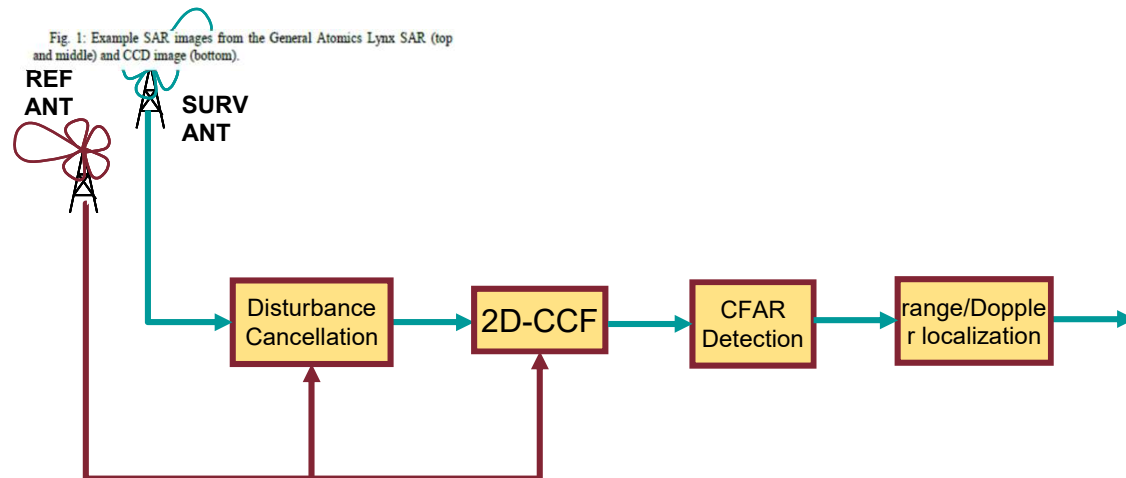 Fig. 1: Example SAR images from the General Atomics Lynx SAR (top
and middle) and CCD image (bottom).
REF
ANT
SURV
ANT
Disturbance
Cancellation
2D-CCF
CFAR
Detection
range/Dopple
r localization